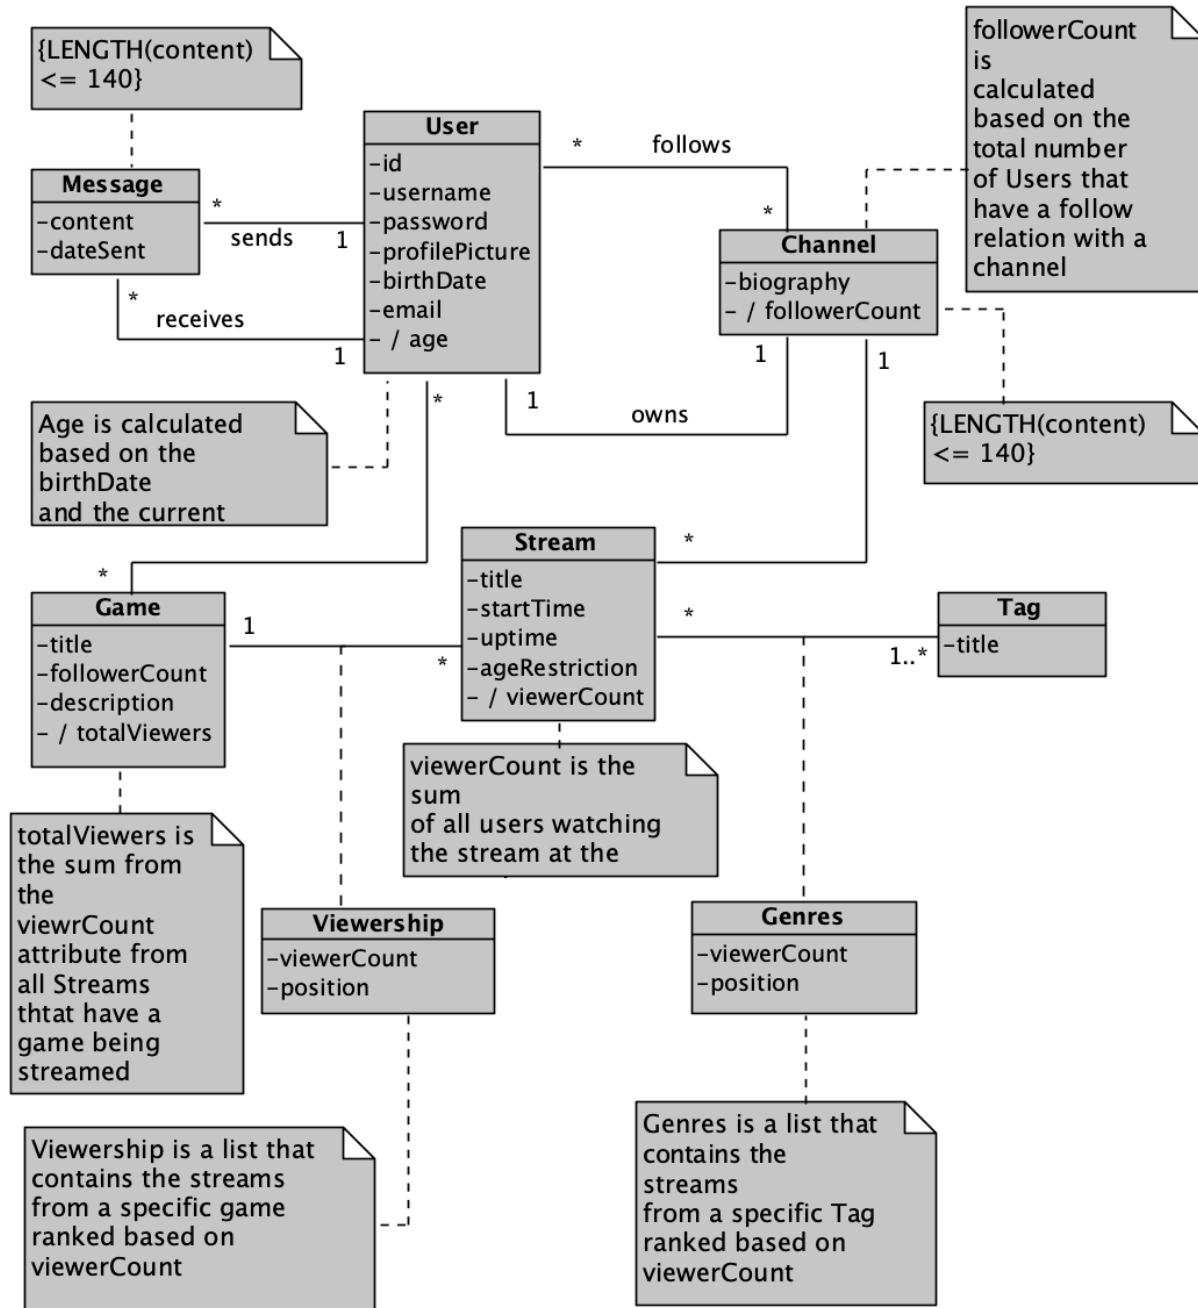 {LENGTH(content)
<= 140}
followerCount
is
calculated
based on the
total number
of Users that
have a follow
relation with a
channel
User
-id
-username
-password
-profilePicture
-birthDate
-email
- / age
* follows
*
Message
-content
-dateSent
*
sends 1
*
receives
1
Channel
-biography
- / followerCount
1
1
1
owns
*
{LENGTH(content)
<= 140}
Age is calculated
based on the
birthDate
and the current
*
Stream
-title
-startTime
-uptime
-ageRestriction
- / viewerCount
*
*
1..*
Tag
-title
Game
-title
-followerCount
-description
- / totalViewers
1
*
viewerCount is the
sum
of all users watching
the stream at the
totalViewers is
the sum from
the
viewrCount
attribute from
all Streams
thtat have a
game being
streamed
Viewership
-viewerCount
-position
Genres
-viewerCount
-position
Viewership is a list that
contains the streams
from a specific game
ranked based on
viewerCount
Genres is a list that
contains the
streams
from a specific Tag
ranked based on
viewerCount